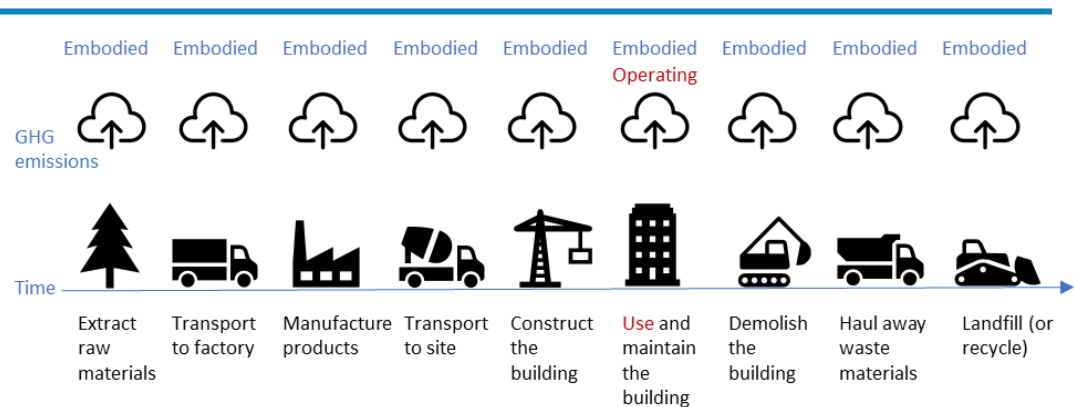 Embodied Embodied Embodied Embodied Embodied Embodied Embodied Embodied Embodied
Operating
GHG
emissions
Time
Extract
raw
materials
Transport
to factory
Manufacture
products
Transport
to site
Construct
the
building
Use and
maintain
the
building
Demolish
the
building
Haul away
waste
materials
Landfill (or
recycle)